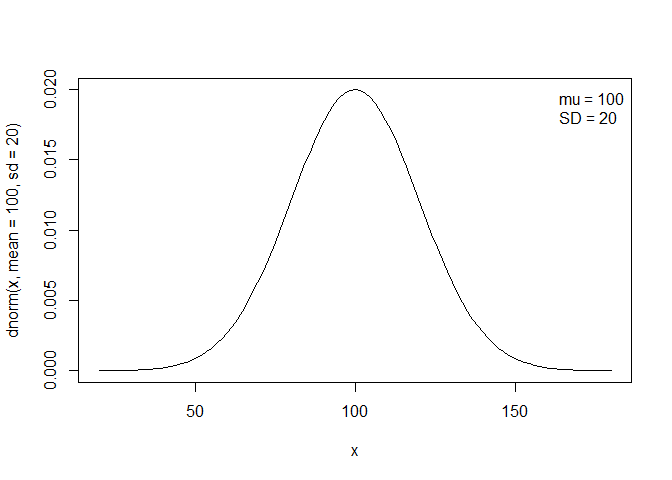 mu = 100
SD = 20
dnorm(x, mean = 100, sd = 20)
0.020
0.015
0.010
0.005
0.000
50
100
150
x